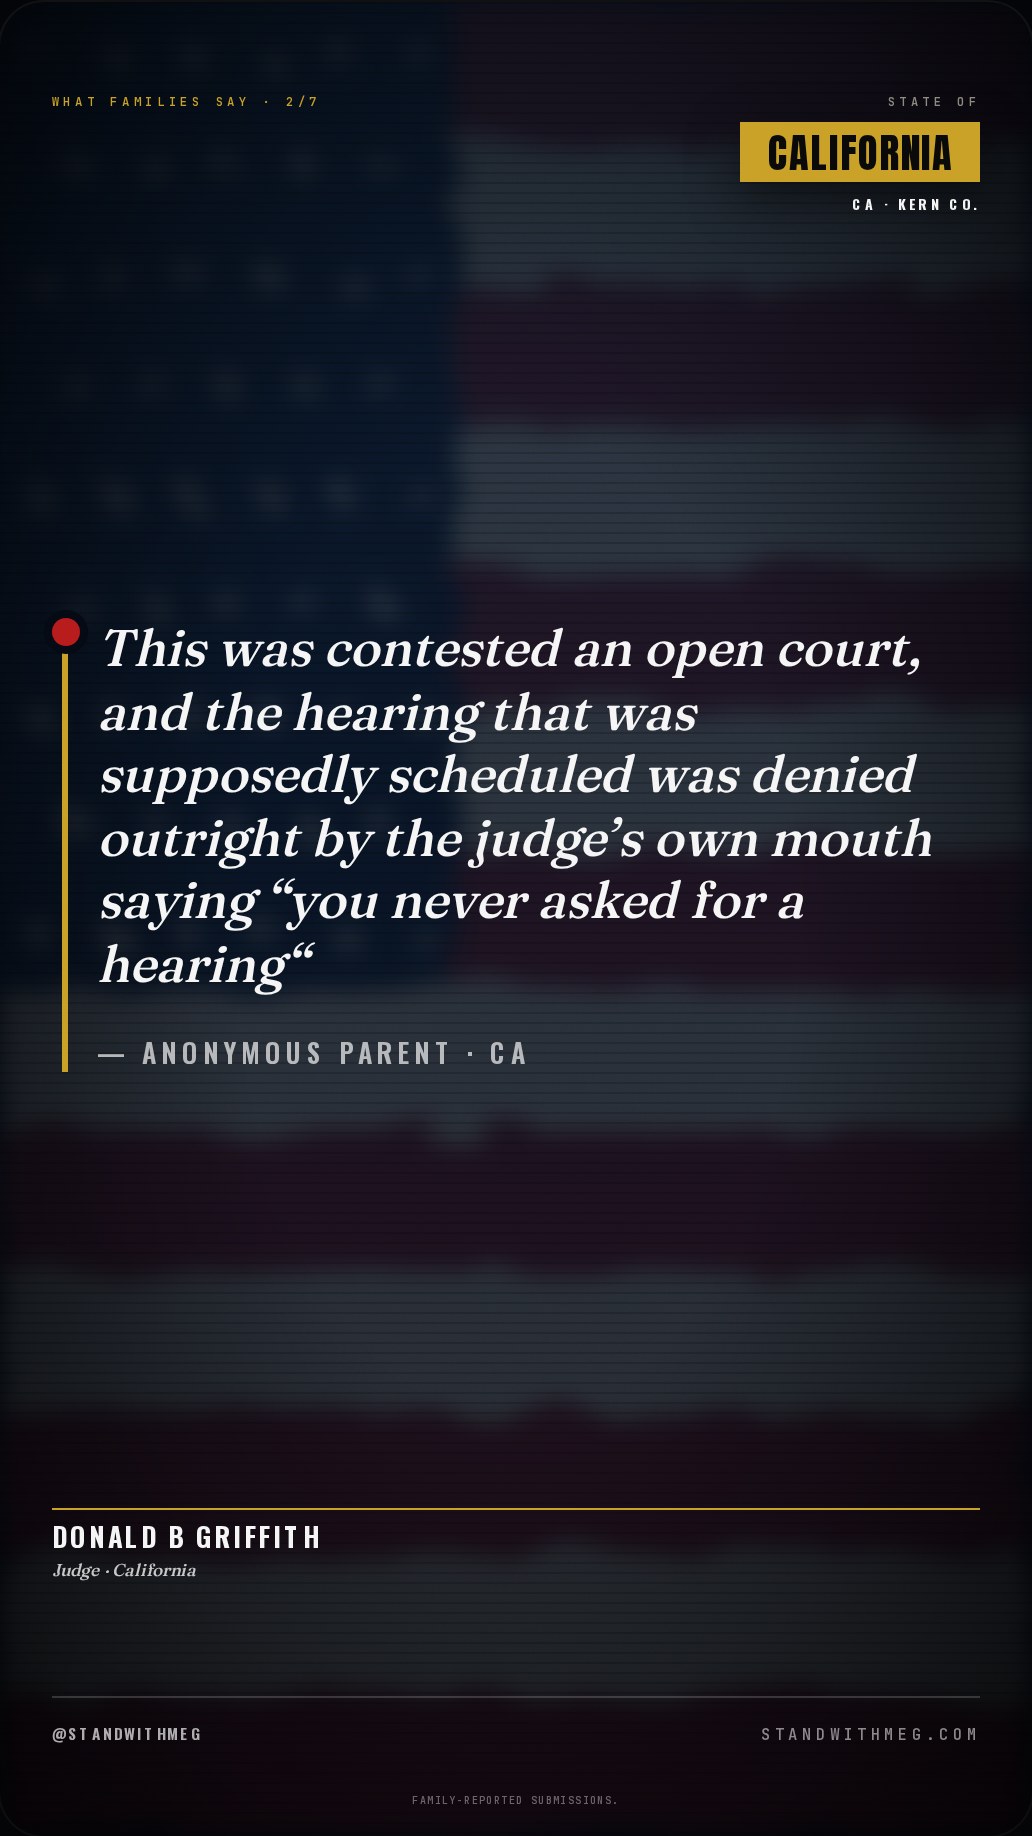 WHAT FAMILIES SAY · 2/7
STATE OF
CALIFORNIA
CA · KERN CO.
This was contested an open court,
and the hearing that was
supposedly scheduled was denied
outright by the judge’s own mouth
saying “you never asked for a
hearing“
— ANONYMOUS PARENT · CA
DONALD B GRIFFITH
Judge · California
@STANDWITHMEG
STANDWITHMEG.COM
FAMILY-REPORTED SUBMISSIONS.